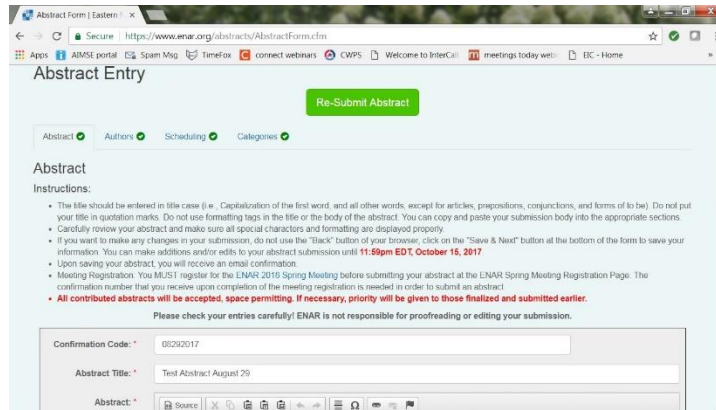 Abstract Form | Eastern
Secure https://www.enar.org/abstracts/AbstractForm.cfm
Apps AIMSE portal Spam Msg TimeFox connect webinars CWPS Welcome to InterCall meetings today web EIC - Home
Abstract Entry
Re-Submit Abstract
Abstract Authors Scheduling Categories
Abstract
Instructions:
• The title should be entered in title case (i.e., Capitalization of the first word, and all other words, except for articles, prepositions, conjunctions, and forms of to be). Do not put
your title in quotation marks. Do not use formatting tags in the title or the body of the abstract. You can copy and paste your submission body into the appropriate sections.
• Carefully review your abstract and make sure all special characters and formatting are displayed properly.
• If you want to make any changes in your submission, do not use the "Back" button of your browser, click on the "Save & Next" button at the bottom of the form to save your
information. You can make additions and/or edits to your abstract submission until 11:59pm EDT, October 15, 2017
• Upon saving your abstract, you will receive an email confirmation.
• Meeting Registration: You MUST register for the ENAR 2018 Spring Meeting before submitting your abstract at the ENAR Spring Meeting Registration Page. The
confirmation number that you receive upon completion of the meeting registration is needed in order to submit an abstract
• All contributed abstracts will be accepted, space permitting. If necessary, priority will be given to those finalized and submitted earlier.
Please check your entries carefully! ENAR is not responsible for proofreading or editing your submission.
Confirmation Code: * 08292017
Abstract Title: * Test Abstract August 29
Abstract: * Source